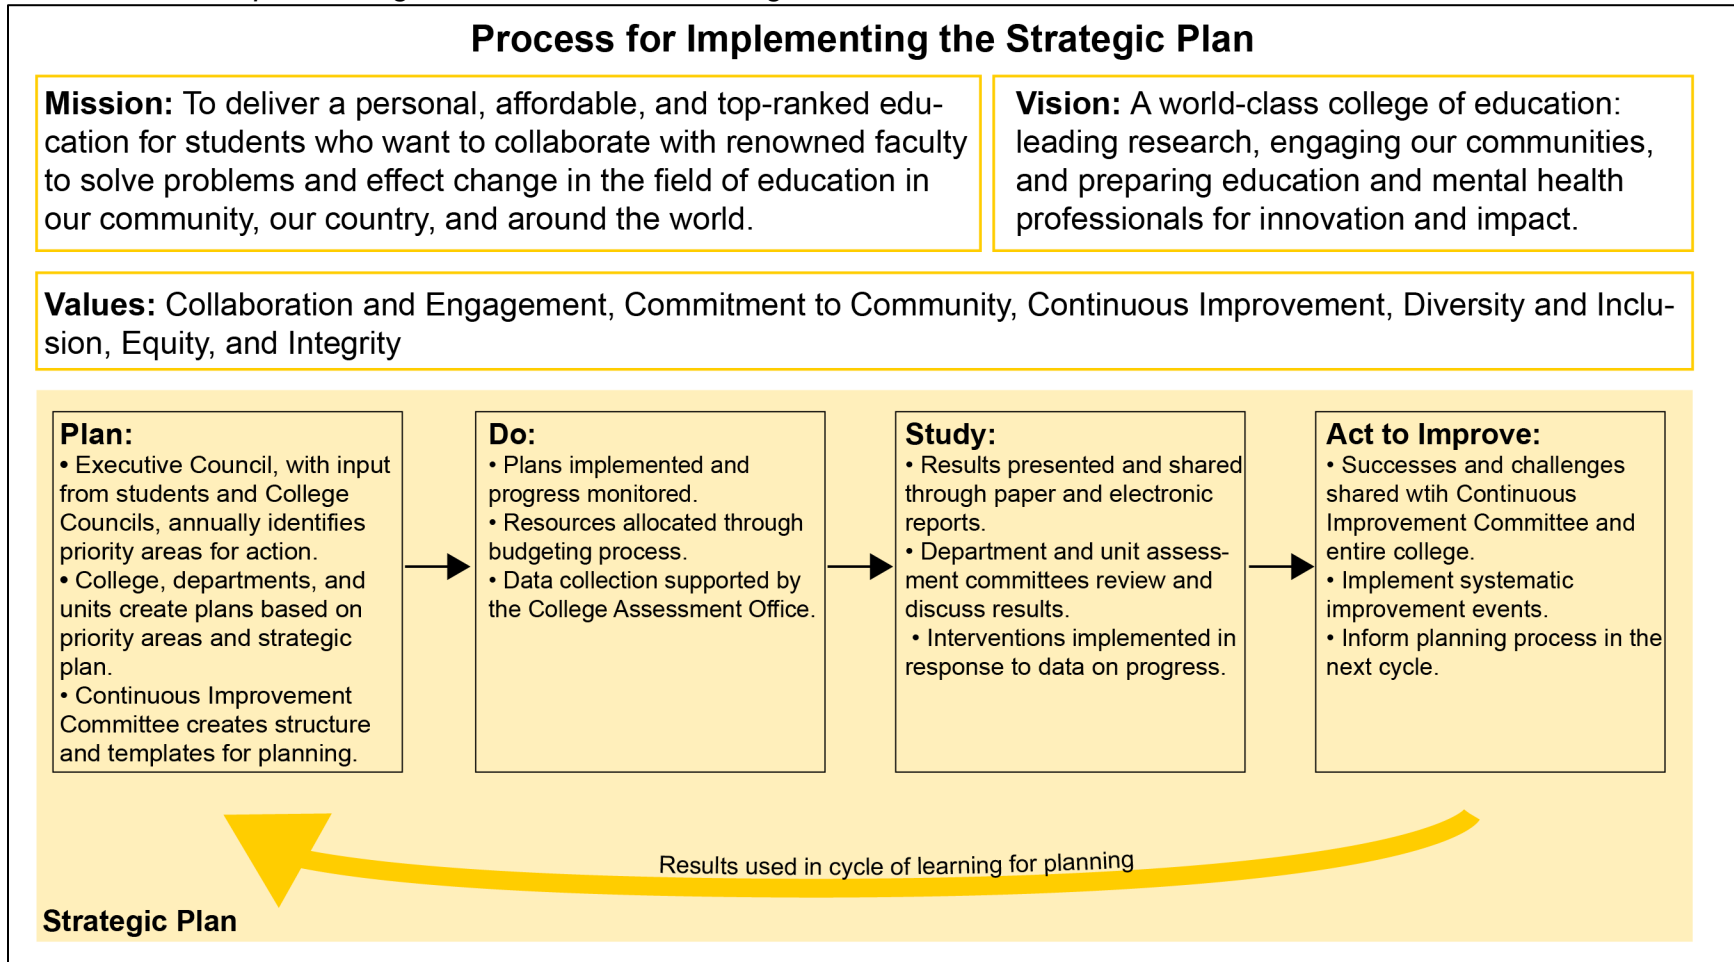 Process for Implementing the Strategic Plan
Mission: To deliver a personal, affordable, and top-ranked edu-
cation for students who want to collaborate with renowned faculty
to solve problems and effect change in the field of education in
our community, our country, and around the world.
Vision: A world-class college of education:
leading research, engaging our communities,
and preparing education and mental health
professionals for innovation and impact.
Values: Collaboration and Engagement, Commitment to Community, Continuous Improvement, Diversity and Inclu-
sion, Equity, and Integrity
Plan:
• Executive Council, with input
from students and College
Councils, annually identifies
priority areas for action.
• College, departments, and
units create plans based on
priority areas and strategic
plan.
• Continuous Improvement
Committee creates structure
and templates for planning.
Do:
• Plans implemented and
progress monitored.
• Resources allocated through
budgeting process.
• Data collection supported by
the College Assessment Office.
Study:
• Results presented and shared
through paper and electronic
reports.
• Department and unit assess-
ment committees review and
discuss results.
• Interventions implemented in
response to data on progress.
Act to Improve:
• Successes and challenges
shared wtih Continuous
Improvement Committee and
entire college.
• Implement systematic
improvement events.
• Inform planning process in the
next cycle.
Results used in cycle of learning for planning
Strategic Plan